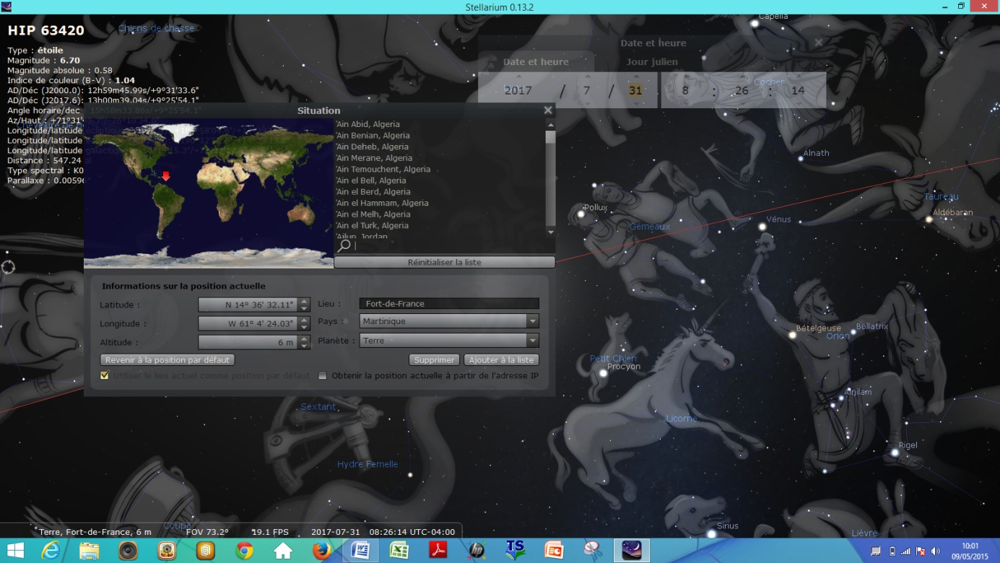 Stellarium 0.13.2
HIP 63420
Chiens de chasse
Capella
Type : étoile
Magnitude : 6.70
Magnitude absolue : 0.58
Indice de couleur (B-V) : 1.04
AD/Déc (J2000.0): 12h59m45.99s/+9°31'33.6"
AD/Déc (J2017.6): 13h00m39.04s/+9°25'54.1"
Angle horaire/déc : 15h58m33.86s/+9°25'54.1"
Az/Haut : +71°31'
Longitude/latitude
Longitude/latitude
Longitude/latitude
Distance : 547.24
Type spectral : K0
Parallaxe : 0.00596
Date et heure
Date et heure
Jour julien
2017 / 7 / 31
8 : 26 : 14
Cocher
Situation
'Ain Abid, Algeria
'Ain Benian, Algeria
'Ain Deheb, Algeria
'Ain Merane, Algeria
'Ain Temouchent, Algeria
'Ain el Bell, Algeria
'Ain el Berd, Algeria
'Ain el Hammam, Algeria
'Ain el Melh, Algeria
'Ain el Turk, Algeria
'Ajlun, Jordan
Réinitialiser la liste
Informations sur la position actuelle
Latitude :
N 14° 36' 32.11"
Lieu :
Fort-de-France
Longitude :
W 61° 4' 24.03"
Pays :
Martinique
Altitude :
6 m
Planète :
Terre
Revenir à la position par défaut
Supprimer
Ajouter à la liste
Utiliser le lieu actuel comme position par défaut
Obtenir la position actuelle à partir de l'adresse IP
Alnath
Taureau
Aldébaran
Pollux
Gémeaux
Vénus
Bételgeuse
Bellatrix
Orion
Petit Chien
Procyon
Alnilam
Licorne
Rigel
Sextant
Hydre Femelle
Coupe
Sirius
Lièvre
Terre, Fort-de-France, 6 m
FOV 73.2°
19.1 FPS
2017-07-31 08:26:14 UTC-04:00
hp
10:01
09/05/2015